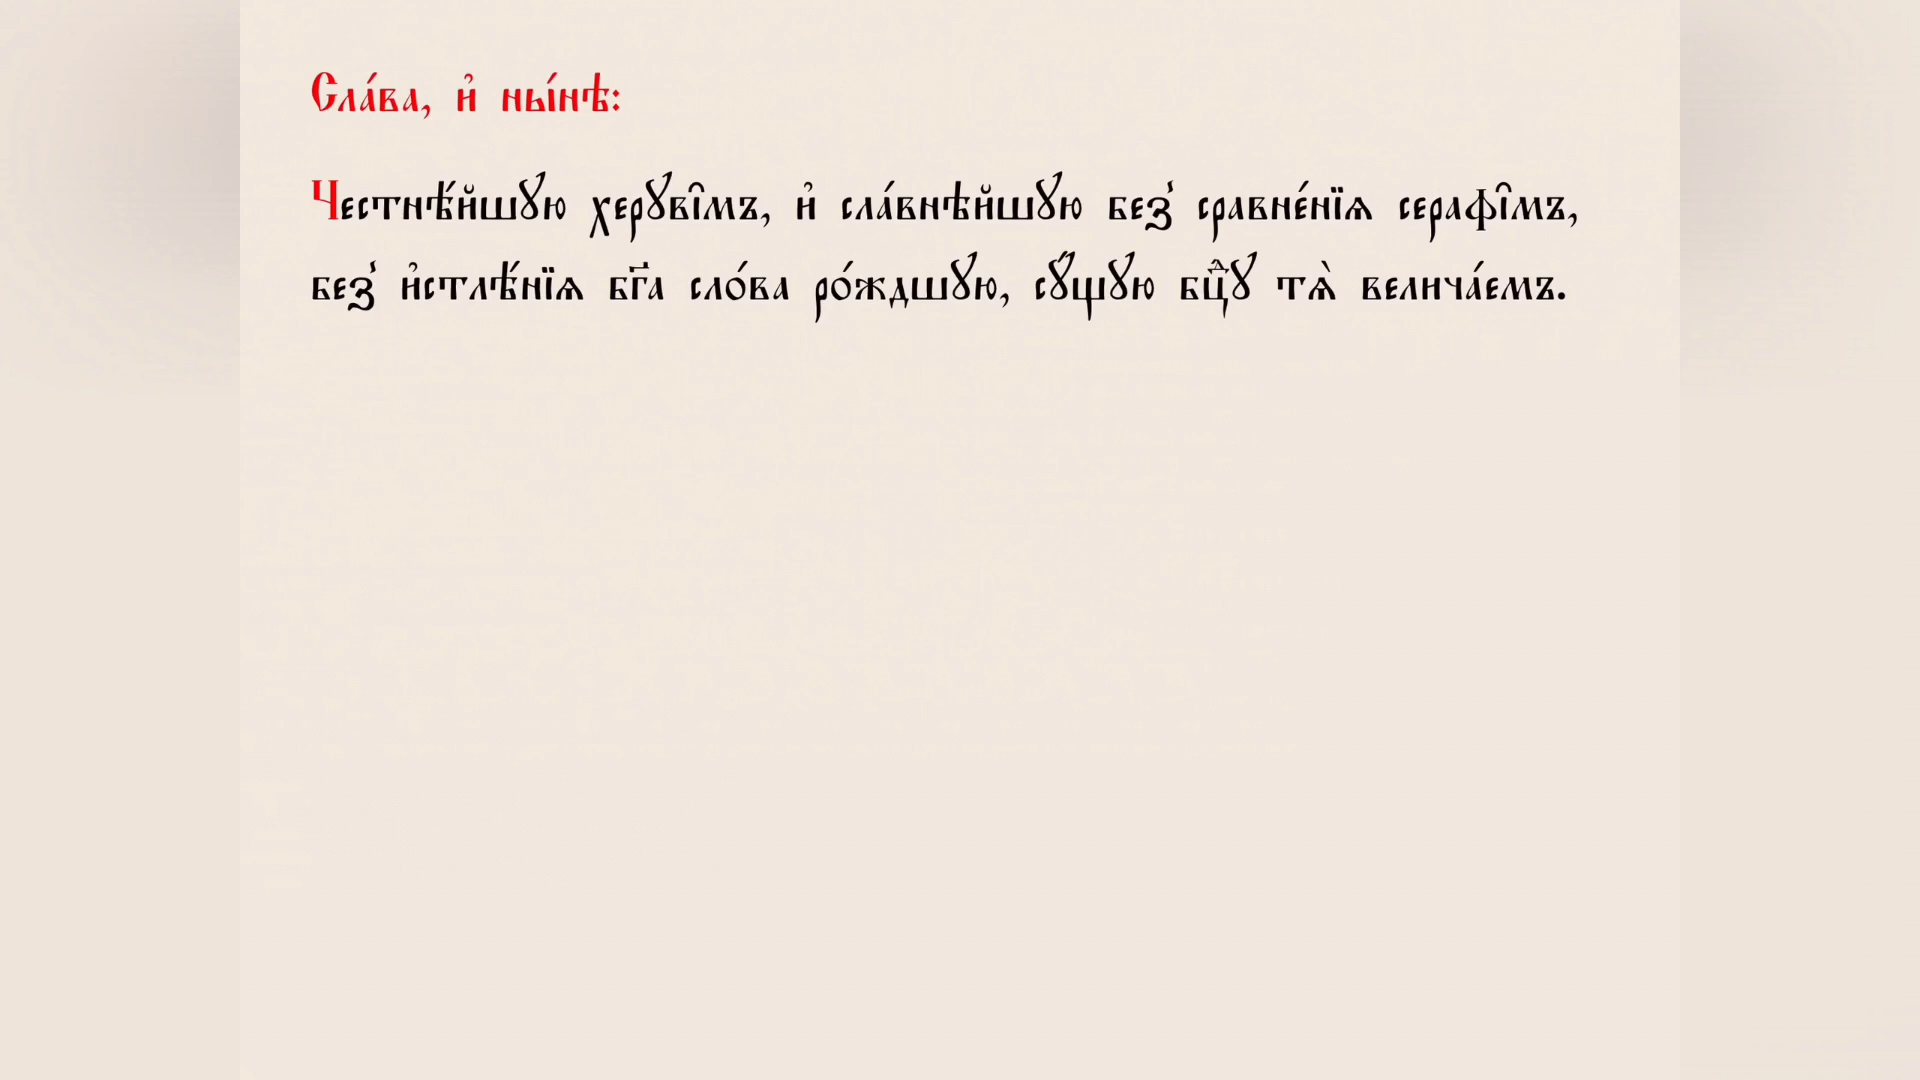 Сла́ва, и҆ ны́нѣ:
Честнѣ́йшꙋю херꙋві̑мъ, и҆ сла́внѣйшꙋю без̾ сравне́нїѧ серафі̑мъ,
без̾ и҆стлѣ́нїѧ бг҃а сло́ва ро́ждшꙋю, сꙋ́щꙋю бцⷣꙋ тѧ̀ велича́емъ.